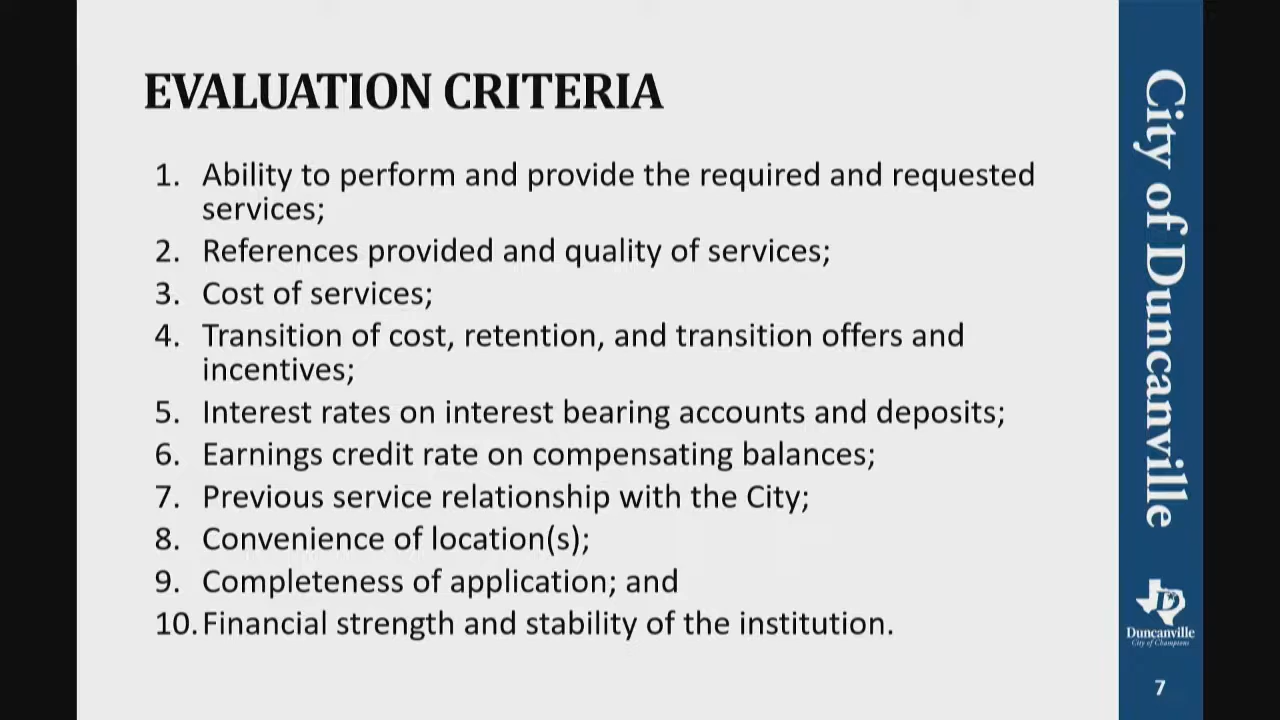 EVALUATION CRITERIA
1. Ability to perform and provide the required and requested
services;
2. References provided and quality of services;
3. Cost of services;
4. Transition of cost, retention, and transition offers and
incentives;
5. Interest rates on interest bearing accounts and deposits;
6. Earnings credit rate on compensating balances;
7. Previous service relationship with the City;
8. Convenience of location(s);
9. Completeness of application; and
10. Financial strength and stability of the institution.
City of Duncanville
D
Duncanville
City of Champions
7